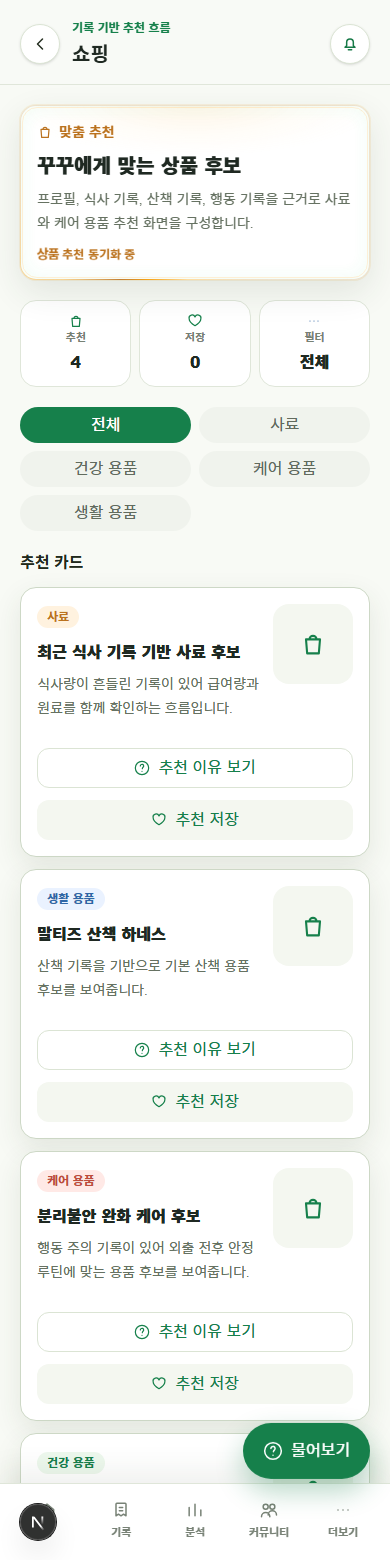 기록 기반 추천 흐름
쇼핑
맞춤 추천
꾸꾸에게 맞는 상품 후보
프로필, 식사 기록, 산책 기록, 행동 기록을 근거로 사료
와 케어 용품 추천 화면을 구성합니다.
상품 추천 동기화 중
추천
4
저장
0
필터
전체
전체
사료
건강 용품
케어 용품
생활 용품
추천 카드
사료
최근 식사 기록 기반 사료 후보
식사량이 흔들린 기록이 있어 급여량과
원료를 함께 확인하는 흐름입니다.
추천 이유 보기
추천 저장
생활 용품
말티즈 산책 하네스
산책 기록을 기반으로 기본 산책 용품
후보를 보여줍니다.
추천 이유 보기
추천 저장
케어 용품
분리불안 완화 케어 후보
행동 주의 기록이 있어 외출 전후 안정
루틴에 맞는 용품 후보를 보여줍니다.
추천 이유 보기
추천 저장
건강 용품
물어보기
N
기록
분석
커뮤니티
더보기